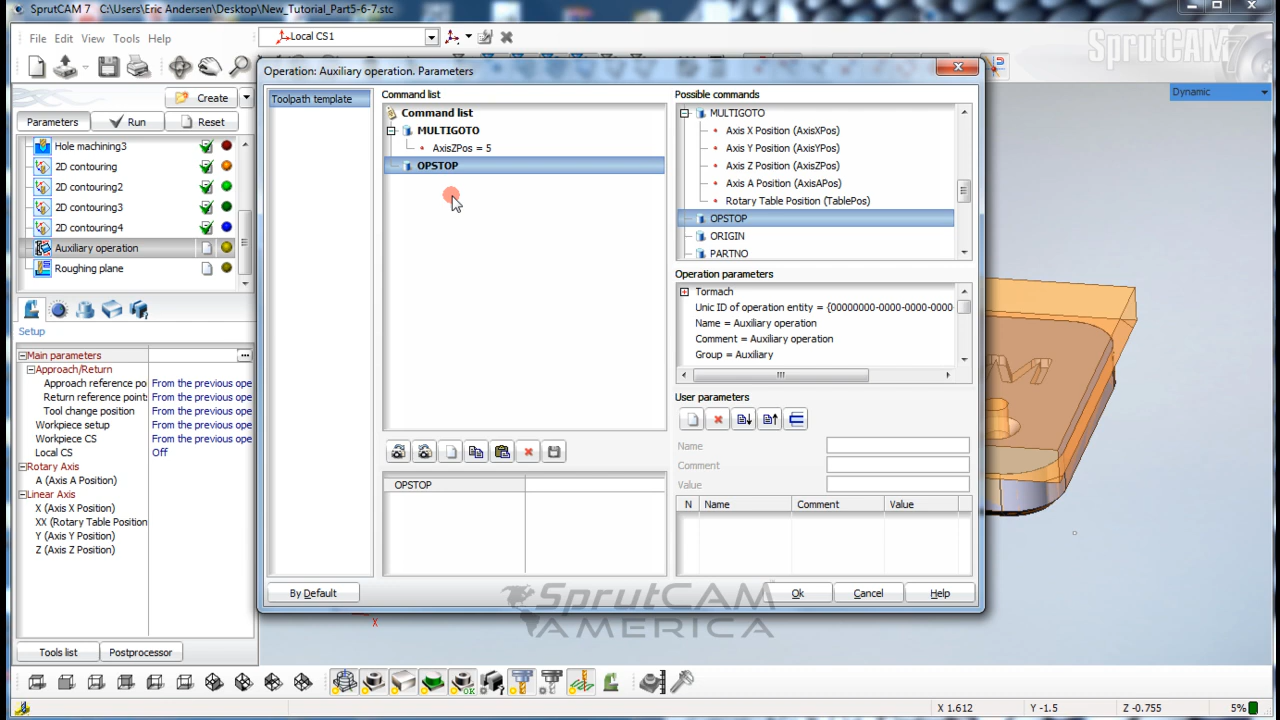 SprutCAM 7 C:\Users\Eric Andersen\Desktop\New_Tutorial_Part5-6-7.stc
File Edit View Tools Help
Local CS1
SprutCAM 7
Dynamic
Create
Parameters Run Reset
Hole machining3
2D contouring
2D contouring2
2D contouring3
2D contouring4
Auxiliary operation
Roughing plane
Setup
Main parameters
Approach/Return
Approach reference po From the previous ope
Return reference points From the previous ope
Tool change position From the previous ope
Workpiece setup From the previous ope
Workpiece CS From the previous ope
Local CS Off
Rotary Axis
A (Axis A Position)
Linear Axis
X (Axis X Position)
XX (Rotary Table Position
Y (Axis Y Position)
Z (Axis Z Position)
Tools list Postprocessor
Operation: Auxiliary operation. Parameters
Toolpath template
By Default
Command list
Command list
MULTIGOTO
AxisZPos = 5
OPSTOP
OPSTOP
Possible commands
MULTIGOTO
Axis X Position (AxisXPos)
Axis Y Position (AxisYPos)
Axis Z Position (AxisZPos)
Axis A Position (AxisAPos)
Rotary Table Position (TablePos)
OPSTOP
ORIGIN
PARTNO
Operation parameters
Tormach
Unic ID of operation entity = {00000000-0000-0000-0000
Name = Auxiliary operation
Comment = Auxiliary operation
Group = Auxiliary
User parameters
Name
Comment
Value
N Name Comment Value
Ok Cancel Help
SprutCAM
AMERICA
M
X
OK
X 1.612 Y -1.5 Z -0.755 5%